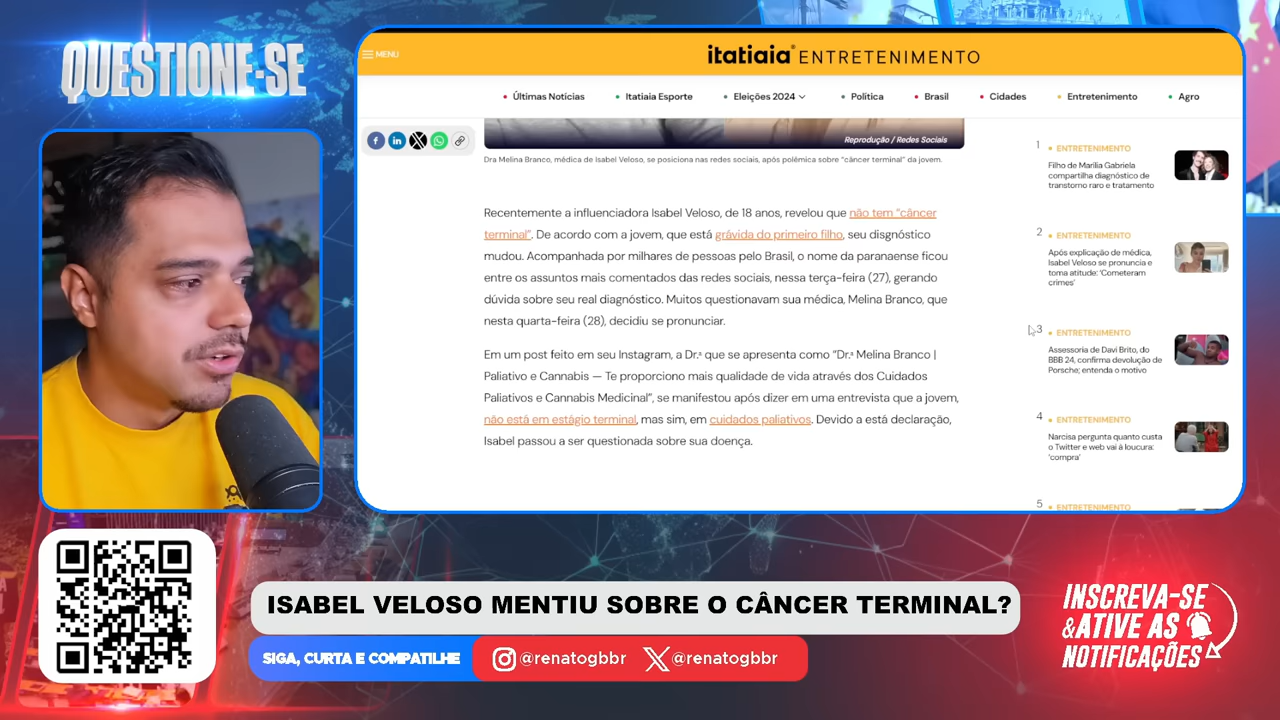 QUESTIONE-SE
MENU
itatiaia ENTRETENIMENTO
Últimas Notícias
Itatiaia Esporte
Eleições 2024
Política
Brasil
Cidades
Entretenimento
Agro
Reprodução / Redes Sociais
Dra Melina Branco, médica de Isabel Veloso, se posiciona nas redes sociais, após polêmica sobre “câncer terminal” da jovem.
Recentemente a influenciadora Isabel Veloso, de 18 anos, revelou que não tem “câncer
terminal”. De acordo com a jovem, que está grávida do primeiro filho, seu disgnóstico
mudou. Acompanhada por milhares de pessoas pelo Brasil, o nome da paranaense ficou
entre os assuntos mais comentados das redes sociais, nessa terça-feira (27), gerando
dúvida sobre seu real diagnóstico. Muitos questionavam sua médica, Melina Branco, que
nesta quarta-feira (28), decidiu se pronunciar.
Em um post feito em seu Instagram, a Dr.ª que se apresenta como “Dr.ª Melina Branco |
Paliativo e Cannabis — Te proporciono mais qualidade de vida através dos Cuidados
Paliativos e Cannabis Medicinal”, se manifestou após dizer em uma entrevista que a jovem,
não está em estágio terminal, mas sim, em cuidados paliativos. Devido a está declaração,
Isabel passou a ser questionada sobre sua doença.
1
ENTRETENIMENTO
Filho de Marília Gabriela
compartilha diagnóstico de
transtorno raro e tratamento
2
ENTRETENIMENTO
Após explicação de médica,
Isabel Veloso se pronuncia e
toma atitude: ‘Cometeram
crimes’
3
ENTRETENIMENTO
Assessoria de Davi Brito, do
BBB 24, confirma devolução de
Porsche; entenda o motivo
4
ENTRETENIMENTO
Narcisa pergunta quanto custa
o Twitter e web vai à loucura:
‘compra’
5
ENTRETENIMENTO
ISABEL VELOSO MENTIU SOBRE O CÂNCER TERMINAL?
SIGA, CURTA E COMPATILHE
@renatogbbr
@renatogbbr
INSCREVA-SE
&ATIVE AS
NOTIFICAÇÕES